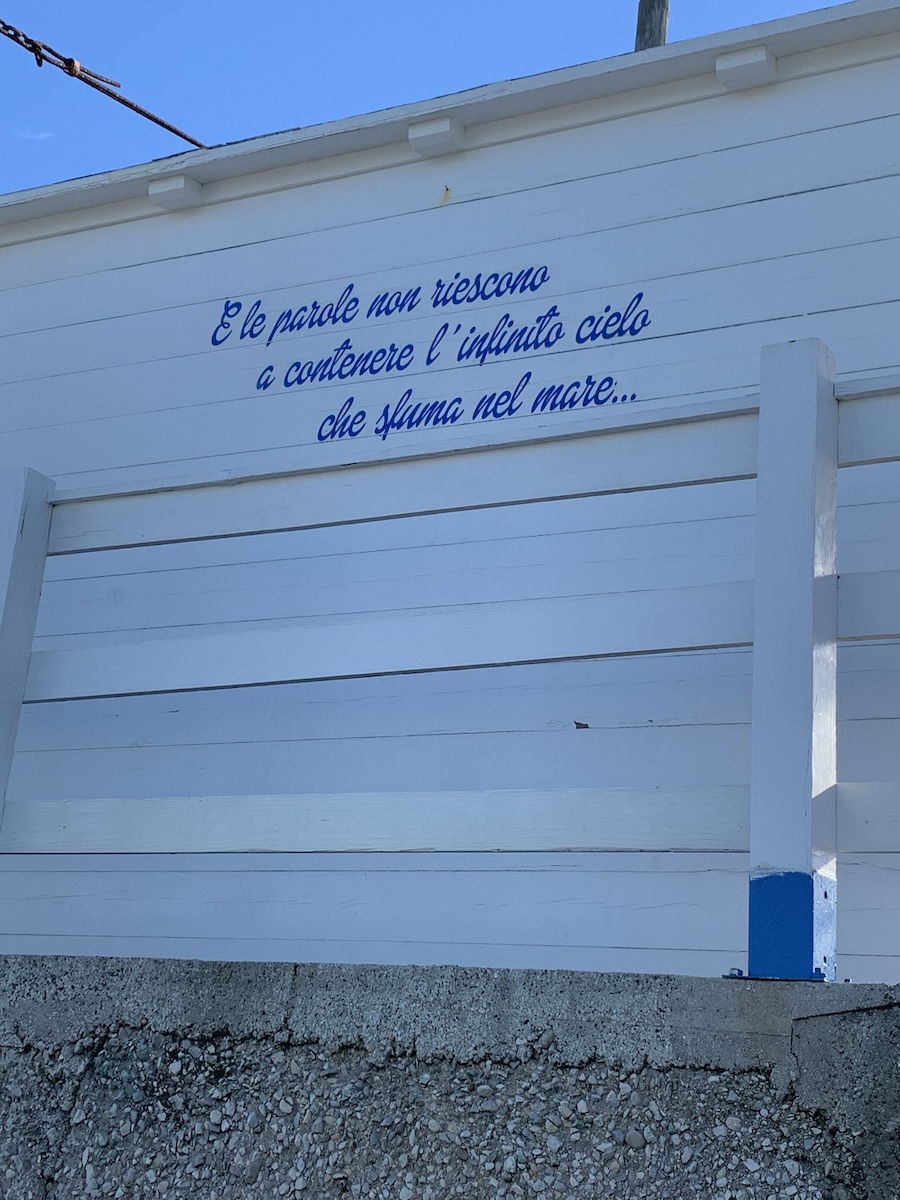 E le parole non riescono
a contenere l'infinito cielo
che sfuma nel mare...